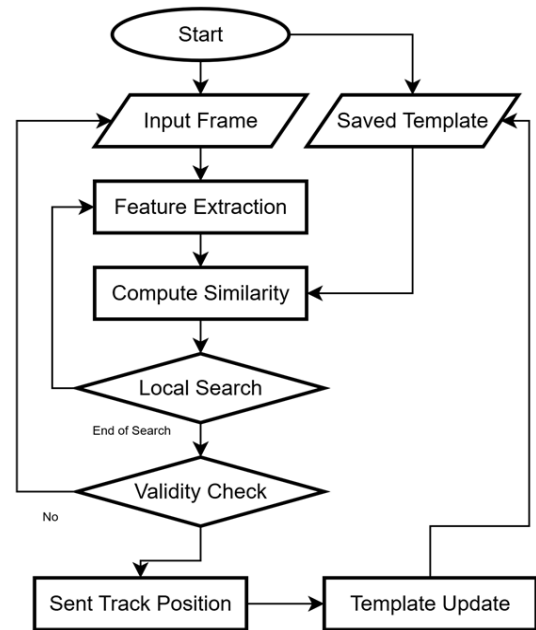 Start
Input Frame
Saved Template
Feature Extraction
Compute Similarity
Local Search
End of Search
Validity Check
No
Sent Track Position
Template Update